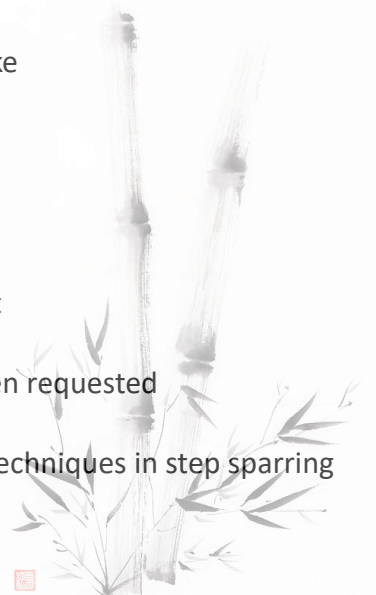 ke
t
en requested
echniques in step sparring